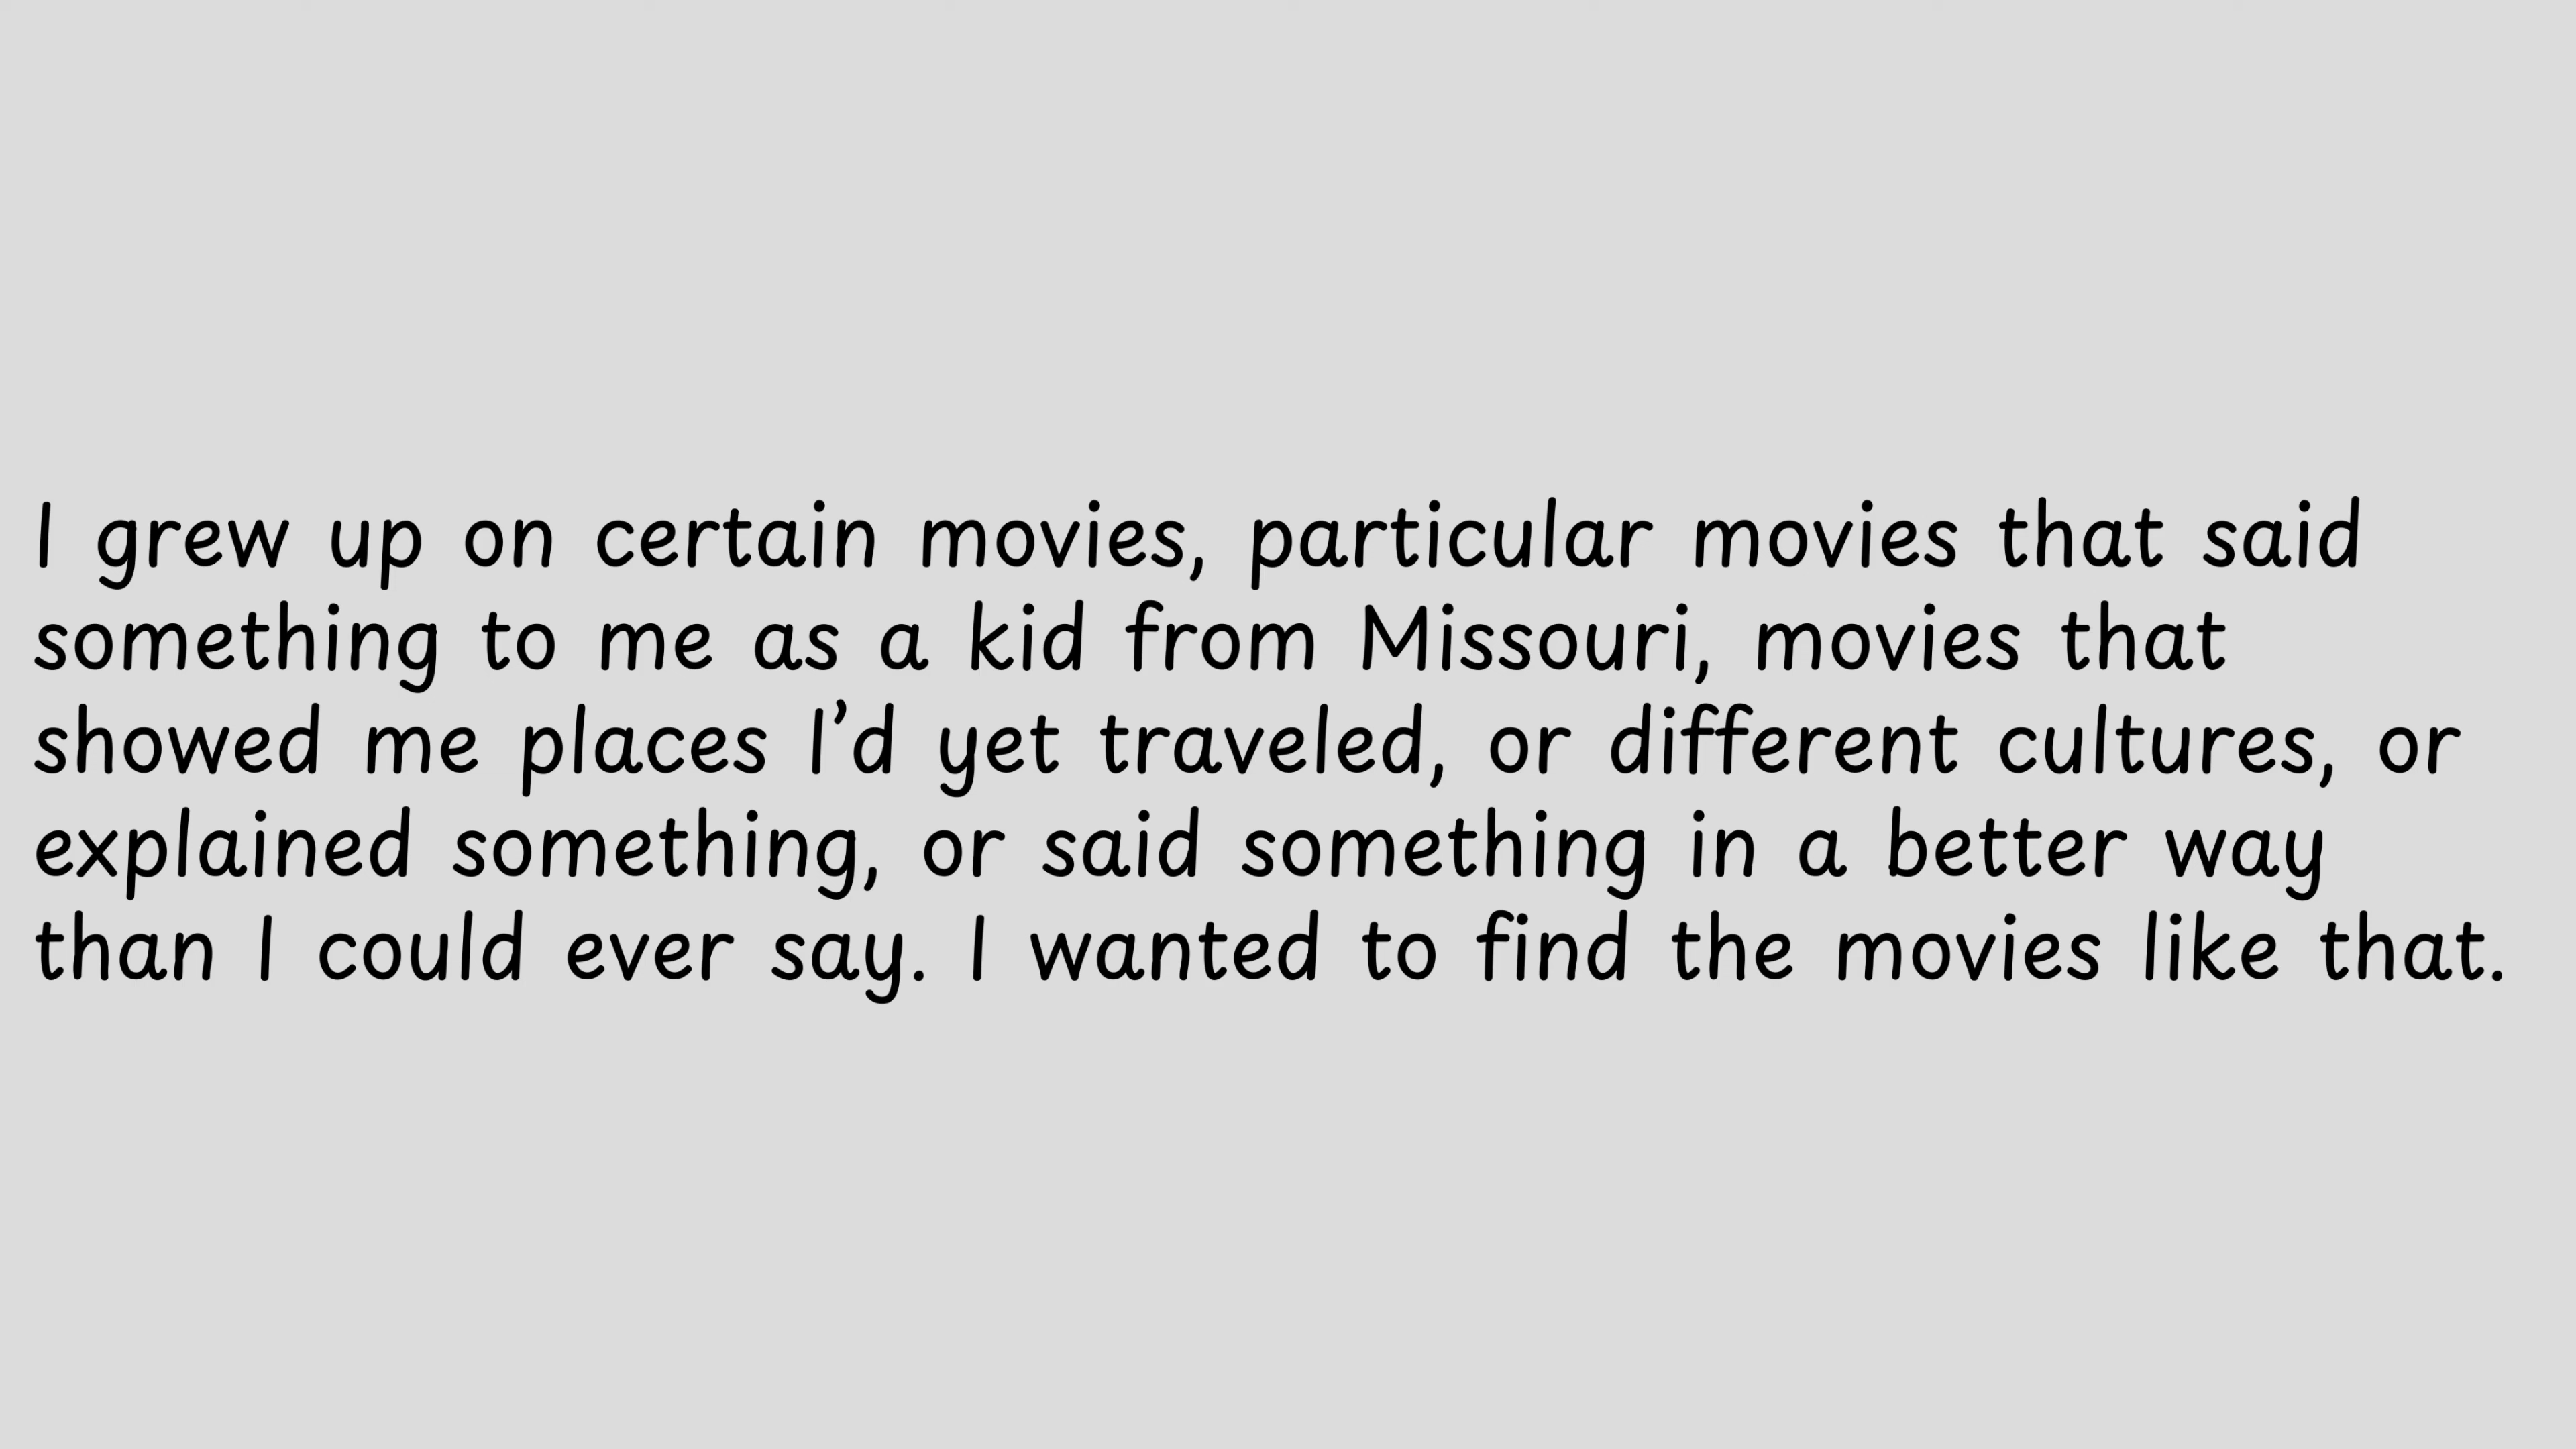 I grew up on certain movies, particular movies that said
something to me as a kid from Missouri, movies that
showed me places I’d yet traveled, or different cultures, or
explained something, or said something in a better way
than I could ever say. I wanted to find the movies like that.